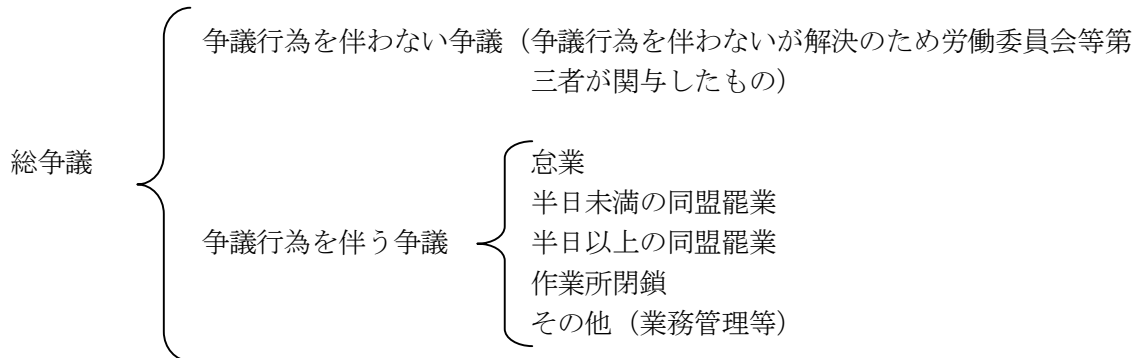 争議行為を伴わない争議（争議行為を伴わないが解決のため労働委員会等第
三者が関与したもの）
総争議
争議行為を伴う争議
怠業
半日未満の同盟罷業
半日以上の同盟罷業
作業所閉鎖
その他（業務管理等）